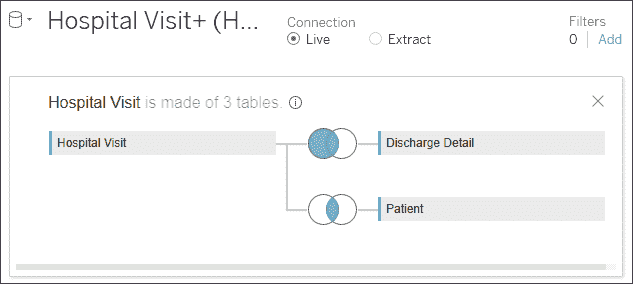 Hospital Visit+ (H...
Connection
Live
Extract
Filters
0
Add
Hospital Visit is made of 3 tables.
Hospital Visit
Discharge Detail
Patient